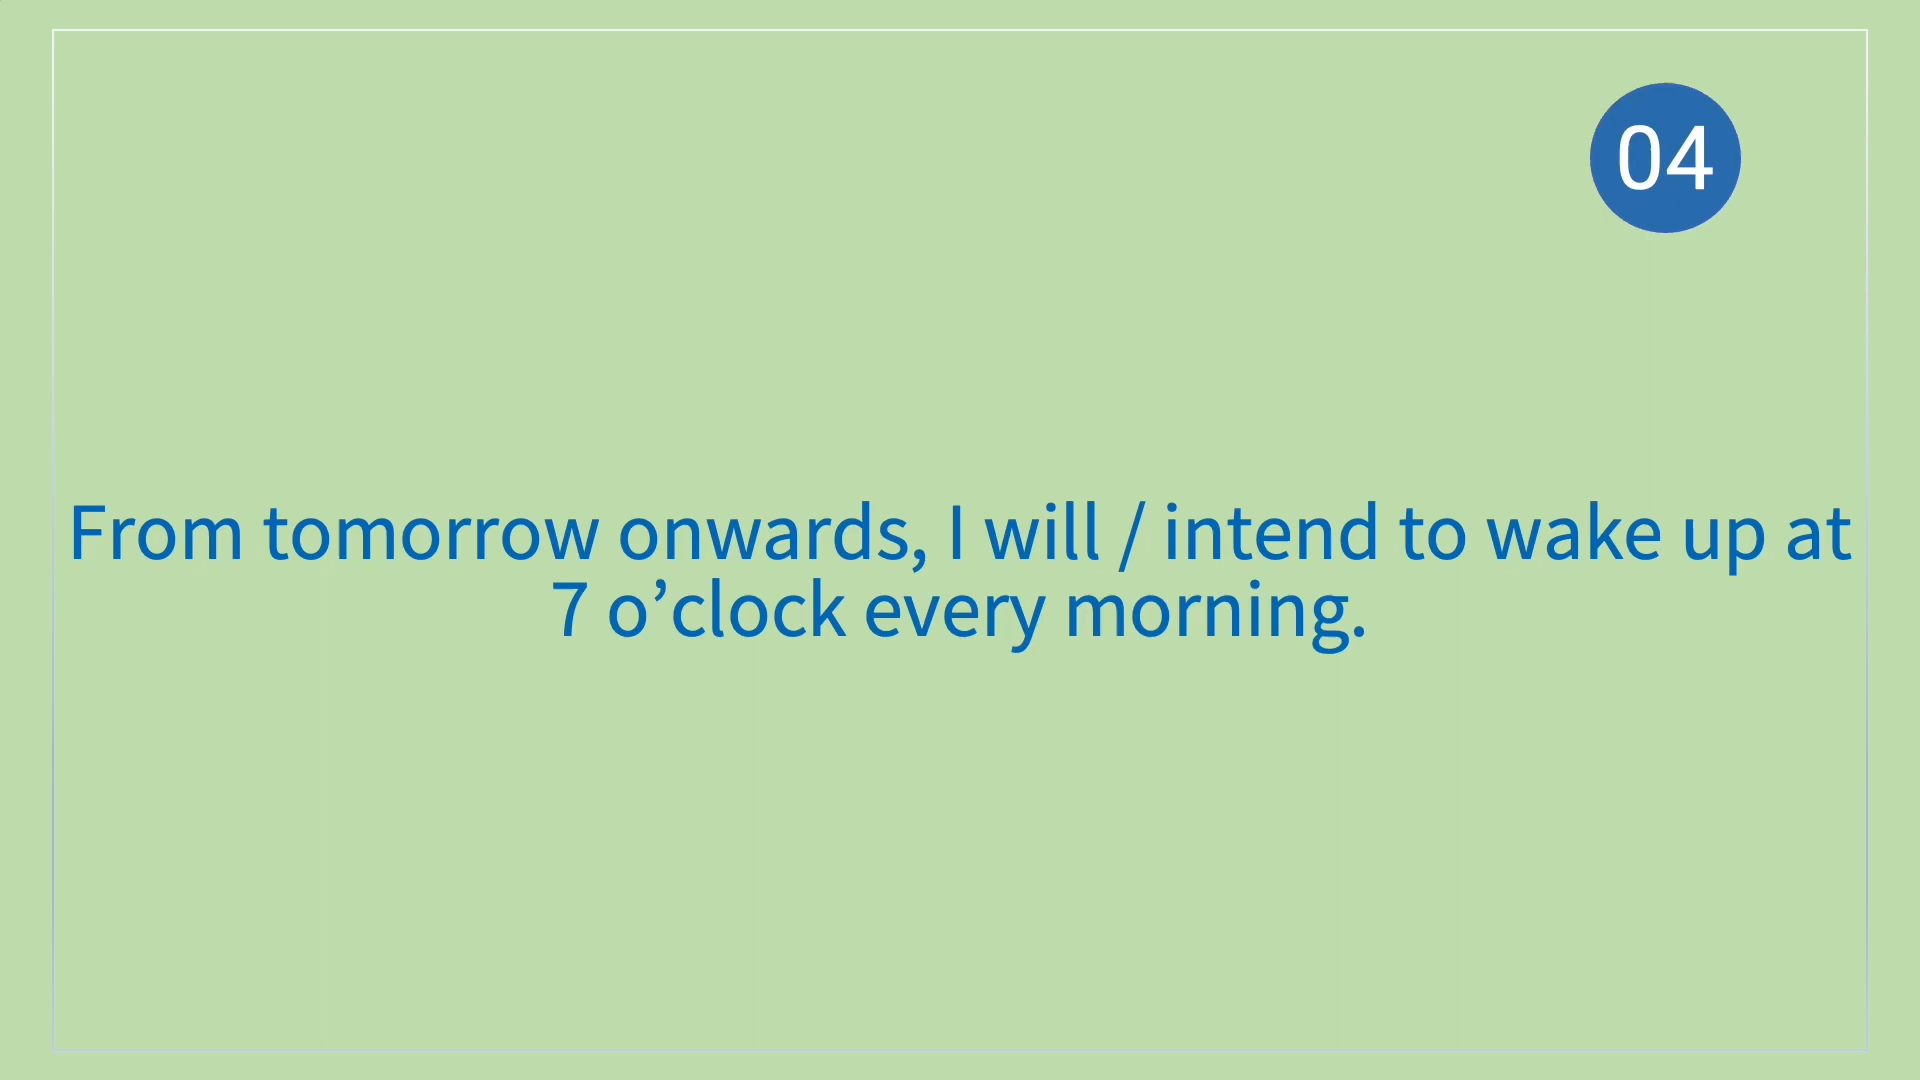 04
From tomorrow onwards, I will / intend to wake up at
7 o’clock every morning.